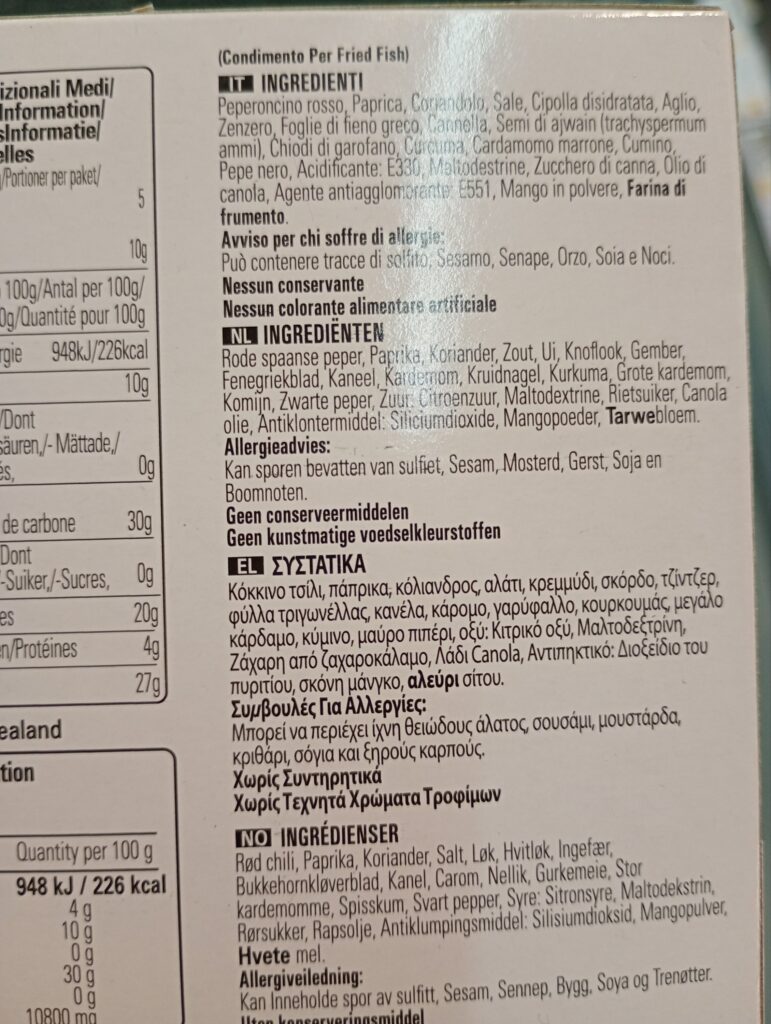 izionali Medi/
Information/
sInformatie/
elles
/Portioner per paket/
5
10g
100g/Antal per 100g/
0g/Quantité pour 100g
rgie 948kJ/226kcal
10g
/Dont
säuren,/- Mättade,/
és, 0g
de carbone 30g
Dont
-Suiker,/-Sucres, 0g
es 20g
en/Protéines 4g
27g
ealand
tion
Quantity per 100 g
948 kJ / 226 kcal
4 g
10 g
0 g
30 g
0 g
10800 mg
(Condimento Per Fried Fish)
IT INGREDIENTI
Peperoncino rosso, Paprica, Coriandolo, Sale, Cipolla disidratata, Aglio,
Zenzero, Foglie di fieno greco, Cannella, Semi di ajwain (trachyspermum
ammi), Chiodi di garofano, Curcuma, Cardamomo marrone, Cumino,
Pepe nero, Acidificante: E330, Maltodestrine, Zucchero di canna, Olio di
canola, Agente antiagglomorante: E551, Mango in polvere, Farina di
frumento.
Avviso per chi soffre di allergie:
Può contenere tracce di solfito, Sesamo, Senape, Orzo, Soia e Noci.
Nessun conservante
Nessun colorante alimentare artificiale
NL INGREDIËNTEN
Rode spaanse peper, Paprika, Koriander, Zout, Ui, Knoflook, Gember,
Fenegriekblad, Kaneel, Kardemom, Kruidnagel, Kurkuma, Grote kardemom,
Komijn, Zwarte peper, Zuur: Citroenzuur, Maltodextrine, Rietsuiker, Canola
olie, Antiklontermiddel: Siliciumdioxide, Mangopoeder, Tarwebloem.
Allergieadvies:
Kan sporen bevatten van sulfiet, Sesam, Mosterd, Gerst, Soja en
Boomnoten.
Geen conserveermiddelen
Geen kunstmatige voedselkleurstoffen
EL ΣΥΣΤΑΤΙΚΑ
Κόκκινο τσίλι, πάπρικα, κόλιανδρος, αλάτι, κρεμμύδι, σκόρδο, τζίντζερ,
φύλλα τριγωνέλλας, κανέλα, κάρομο, γαρύφαλλο, κουρκουμάς, μεγάλο
κάρδαμο, κύμινο, μαύρο πιπέρι, οξύ: Κιτρικό οξύ, Μαλτοδεξτρίνη,
Ζάχαρη από ζαχαροκάλαμο, Λάδι Canola, Αντιπηκτικό: Διοξείδιο του
πυριτίου, σκόνη μάνγκο, αλεύρι σίτου.
Συμβουλές Για Αλλεργίες:
Μπορεί να περιέχει ίχνη θειώδους άλατος, σουσάμι, μουστάρδα,
κριθάρι, σόγια και ξηρούς καρπούς.
Χωρίς Συντηρητικά
Χωρίς Τεχνητά Χρώματα Τροφίμων
NO INGRÉDIENSER
Rød chili, Paprika, Koriander, Salt, Løk, Hvitløk, Ingefær,
Bukkehornkløverblad, Kanel, Carom, Nellik, Gurkemeie, Stor
kardemomme, Spisskum, Svart pepper, Syre: Sitronsyre, Maltodekstrin,
Rørsukker, Rapsolje, Antiklumpingsmiddel: Silisiumdioksid, Mangopulver,
Hvete mel.
Allergiveiledning:
Kan Inneholde spor av sulfitt, Sesam, Sennep, Bygg, Soya og Trenøtter.
Uten konserveringsmiddel